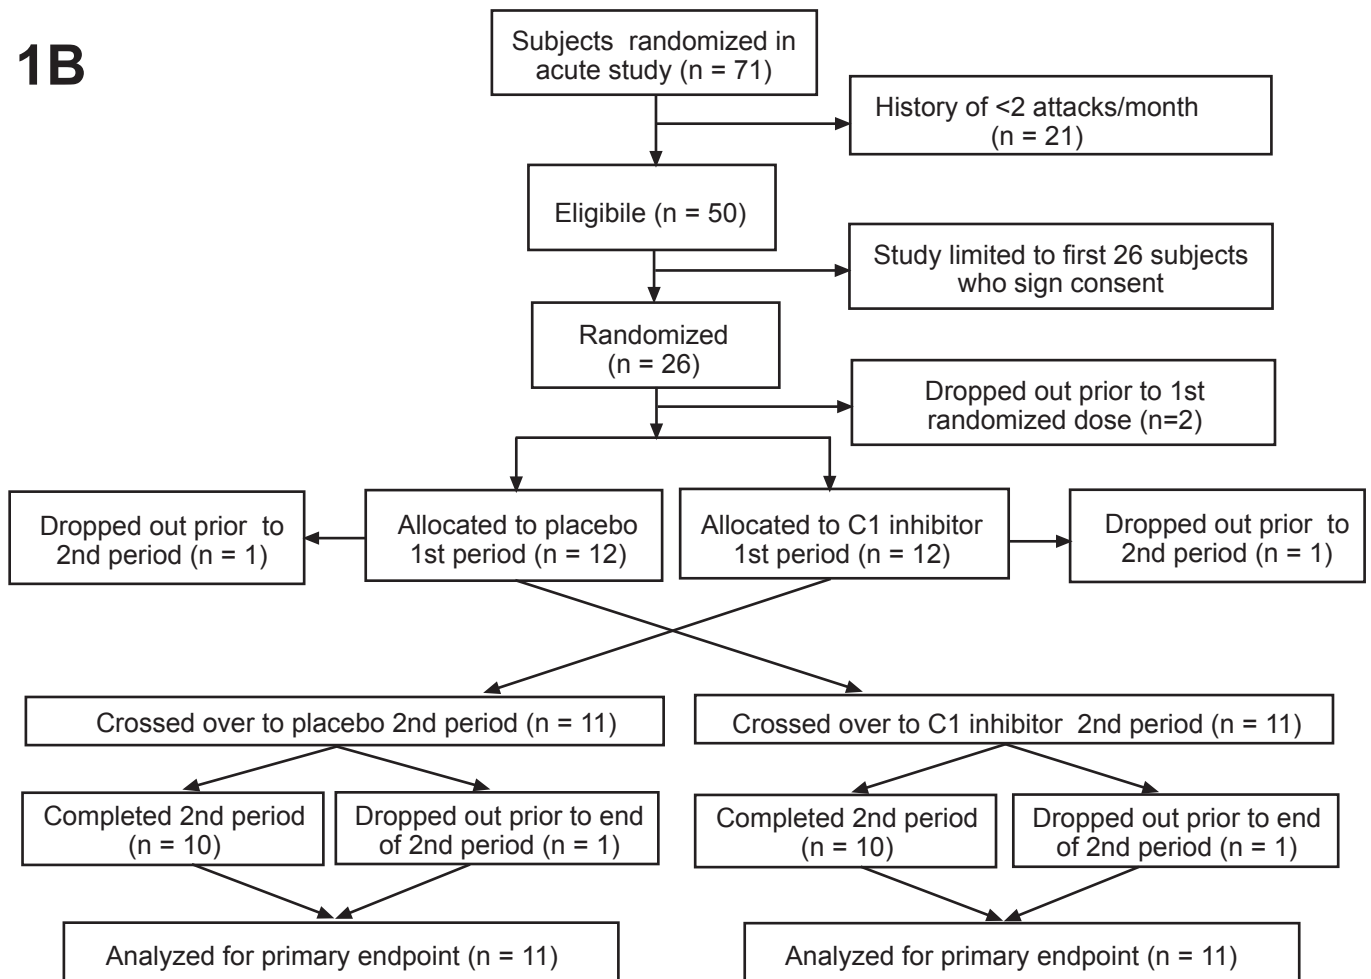 1B
Subjects randomized in
acute study (n = 71)
History of <2 attacks/month
(n = 21)
Eligibile (n = 50)
Study limited to first 26 subjects
who sign consent
Randomized
(n = 26)
Dropped out prior to 1st
randomized dose (n=2)
Dropped out prior to
2nd period (n = 1)
Allocated to placebo
1st period (n = 12)
Allocated to C1 inhibitor
1st period (n = 12)
Dropped out prior to
2nd period (n = 1)
Crossed over to placebo 2nd period (n = 11)
Crossed over to C1 inhibitor 2nd period (n = 11)
Completed 2nd period
(n = 10)
Dropped out prior to end
of 2nd period (n = 1)
Completed 2nd period
(n = 10)
Dropped out prior to end
of 2nd period (n = 1)
Analyzed for primary endpoint (n = 11)
Analyzed for primary endpoint (n = 11)